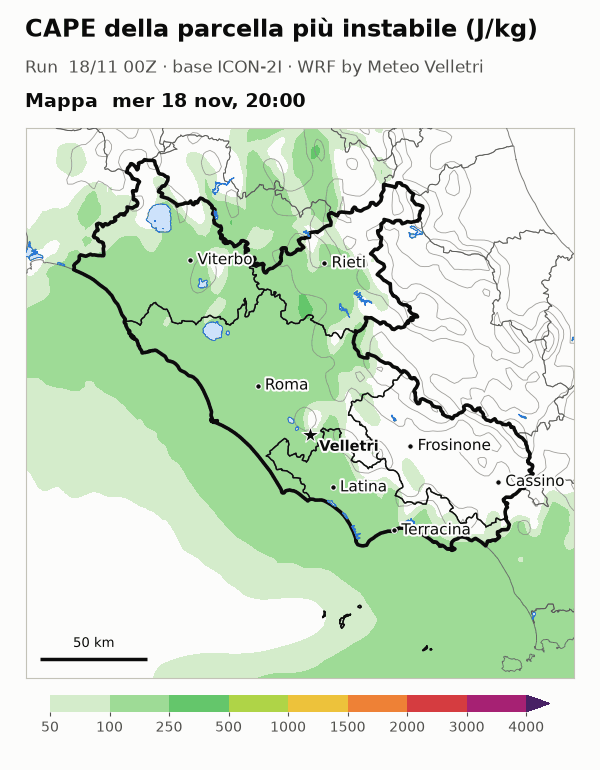 CAPE della parcella più instabile (J/kg)
Run 18/11 00Z · base ICON-2I · WRF by Meteo Velletri
Mappa mer 18 nov, 20:00
Viterbo
Rieti
Roma
Velletri
Frosinone
Cassino
Latina
Terracina
50 km
50 100 250 500 1000 1500 2000 3000 4000